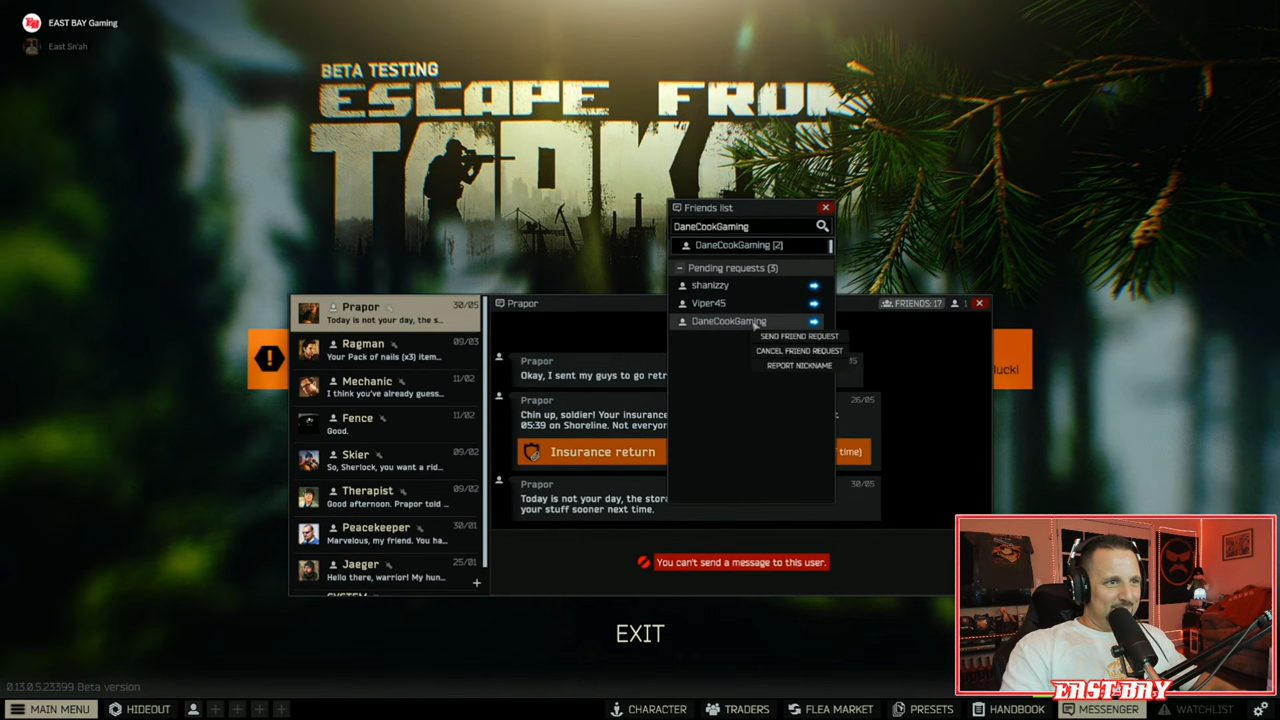 EAST BAY Gaming
East Sn'ah
BETA TESTING
ESCAPE FROM
TARKOV
Friends list
DaneCookGaming
DaneCookGaming [2]
Pending requests (3)
shanizzy
Viper45
DaneCookGaming
SEND FRIEND REQUEST
CANCEL FRIEND REQUEST
REPORT NICKNAME
Prapor
30/05
Today is not your day, the s...
Ragman
09/03
Your Pack of nails (x3) item...
Mechanic
11/02
I think you've already guess...
Fence
11/02
Good.
Skier
09/02
So, Sherlock, you want a rid...
Therapist
09/02
Good afternoon. Prapor told ...
Peacekeeper
30/01
Marvelous, my friend. You ha...
Jaeger
25/01
Hello there, warrior! My hun...
SYSTEM
Prapor
FRIENDS: 17
1
Prapor
Okay, I sent my guys to go retr
Prapor
26/05
Chin up, soldier! Your insurance
05:39 on Shoreline. Not everyon
Insurance return
time)
Prapor
30/05
Today is not your day, the stora
your stuff sooner next time.
You can't send a message to this user.
luck!
EXIT
EAST BAY
0.13.0.5.23399 Beta version
MAIN MENU
HIDEOUT
CHARACTER
TRADERS
FLEA MARKET
PRESETS
HANDBOOK
MESSENGER
WATCHLIST